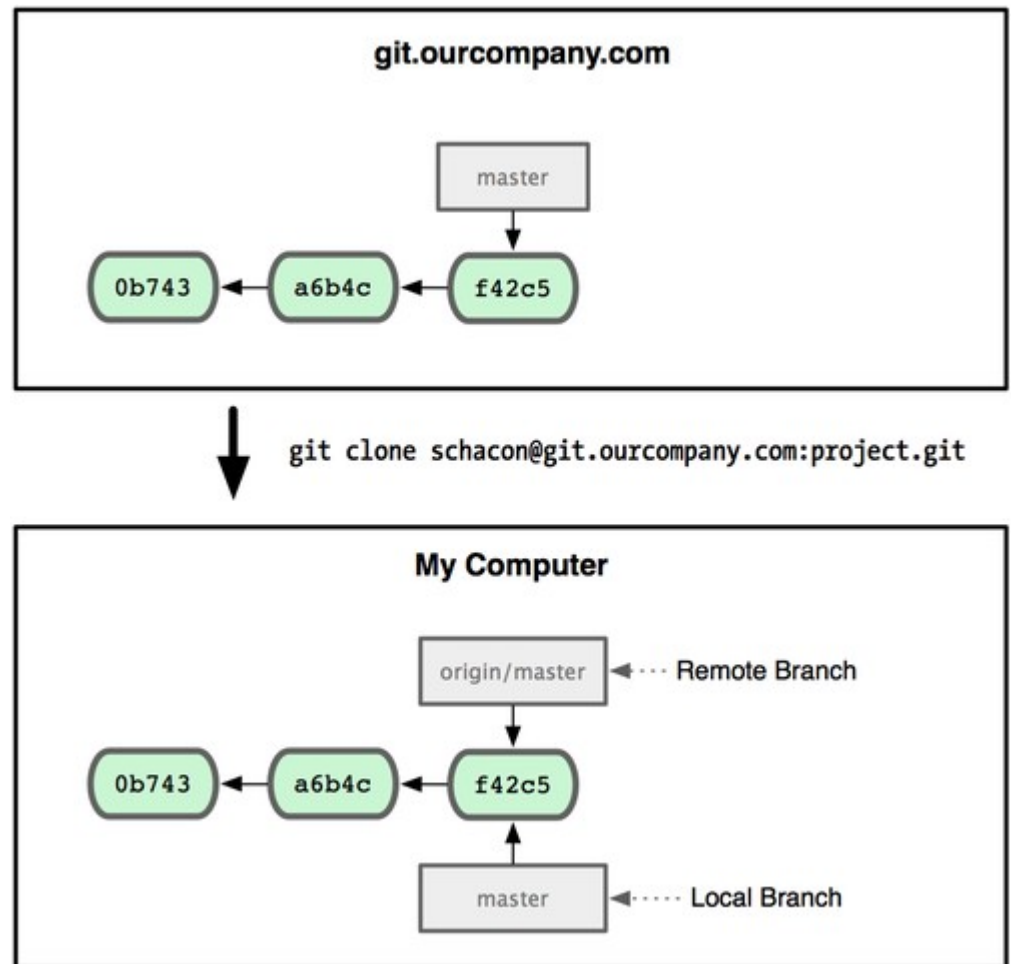 git.ourcompany.com
master
0b743 a6b4c f42c5
git clone schacon@git.ourcompany.com:project.git
My Computer
origin/master Remote Branch
0b743 a6b4c f42c5
master Local Branch